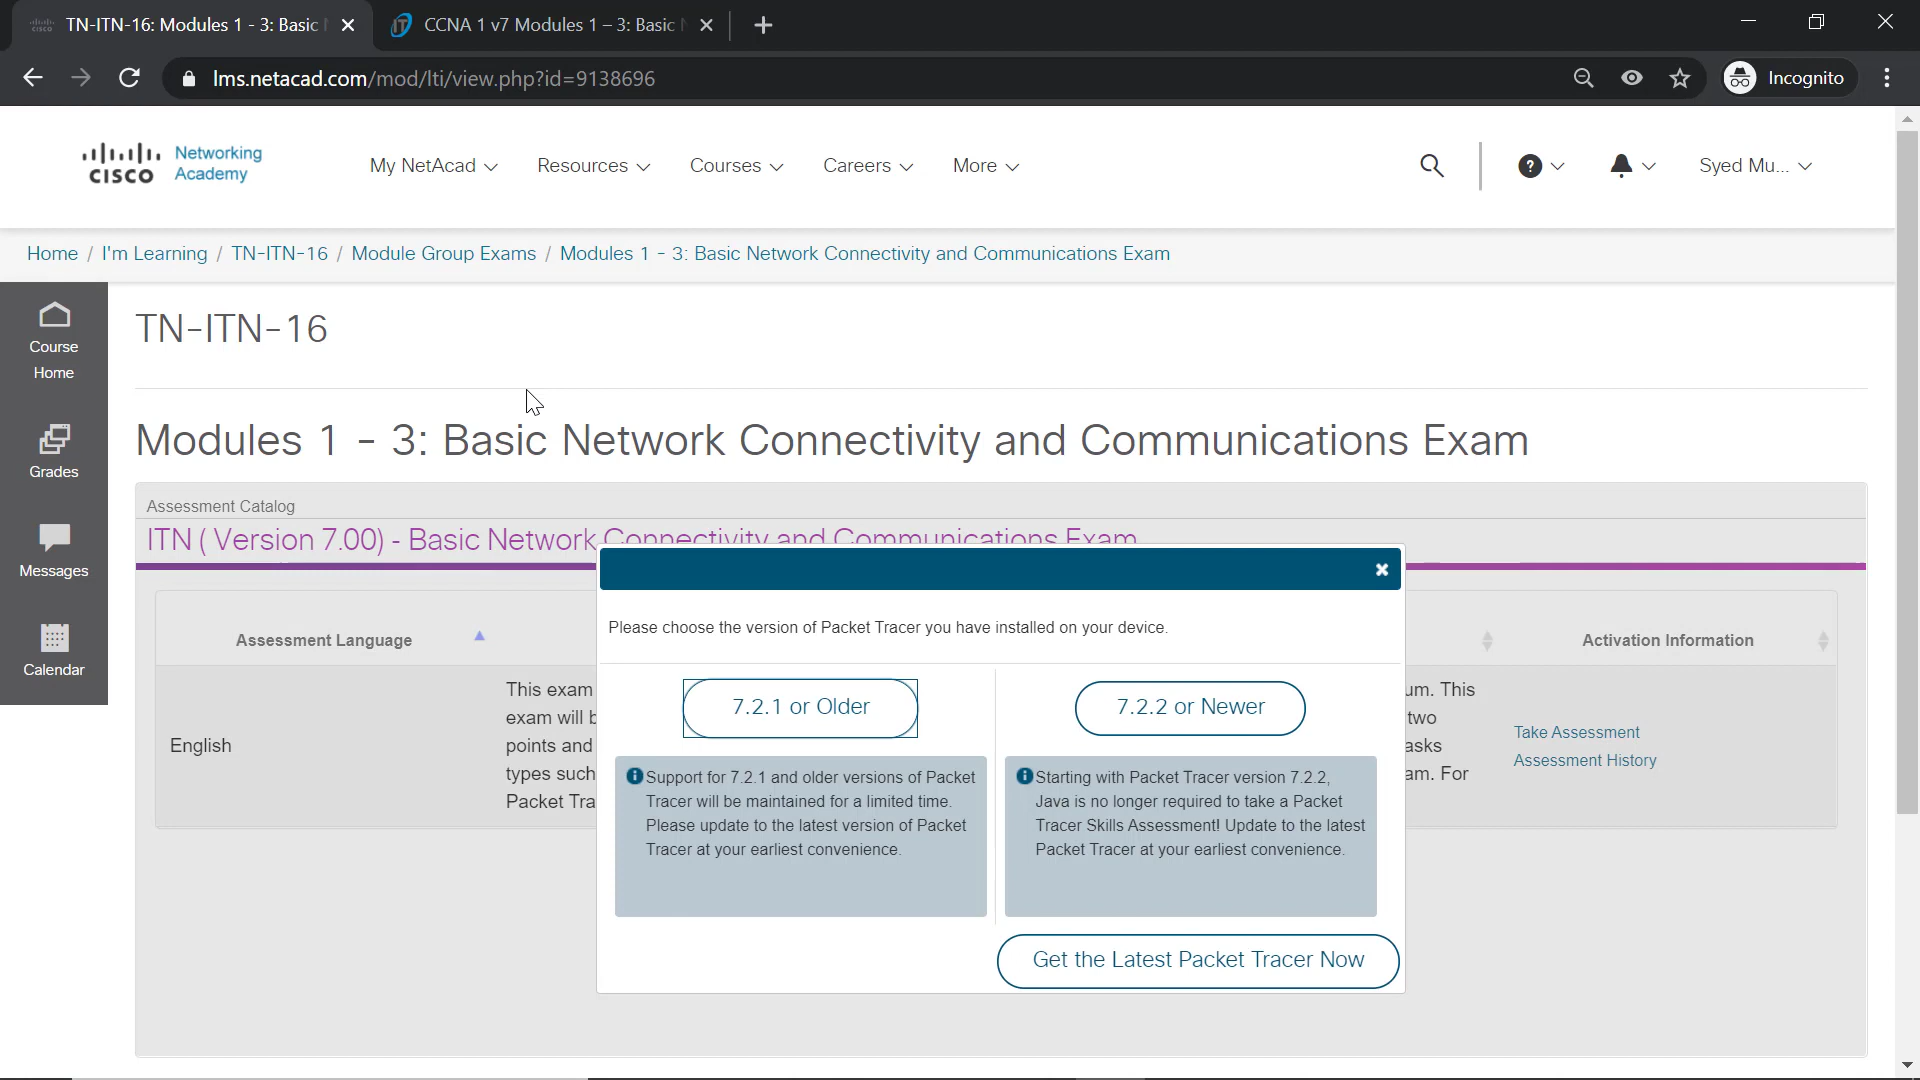 TN-ITN-16: Modules 1 - 3: Basic
CCNA 1 v7 Modules 1 – 3: Basic
lms.netacad.com/mod/lti/view.php?id=9138696
Incognito
cisco
Networking
Academy
My NetAcad
Resources
Courses
Careers
More
Syed Mu...
Home / I'm Learning / TN-ITN-16 / Module Group Exams / Modules 1 - 3: Basic Network Connectivity and Communications Exam
Course
Home
Grades
Messages
Calendar
TN-ITN-16
Modules 1 - 3: Basic Network Connectivity and Communications Exam
Assessment Catalog
ITN ( Version 7.00) - Basic Network Connectivity and Communications Exam
Assessment Language
Activation Information
English
This exam
exam will b
points and
types such
Packet Tra
um. This
two
asks
am. For
Take Assessment
Assessment History
Please choose the version of Packet Tracer you have installed on your device.
7.2.1 or Older
Support for 7.2.1 and older versions of Packet
Tracer will be maintained for a limited time.
Please update to the latest version of Packet
Tracer at your earliest convenience.
7.2.2 or Newer
Starting with Packet Tracer version 7.2.2,
Java is no longer required to take a Packet
Tracer Skills Assessment! Update to the latest
Packet Tracer at your earliest convenience.
Get the Latest Packet Tracer Now